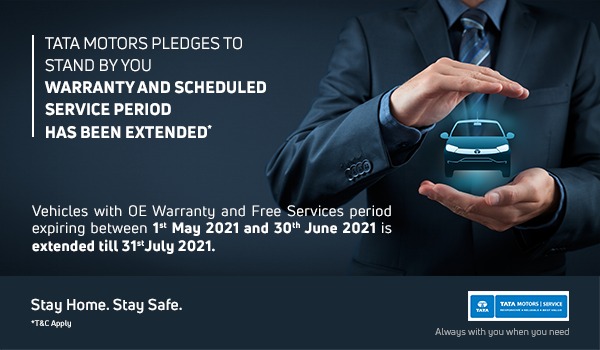 TATA MOTORS PLEDGES TO
STAND BY YOU
WARRANTY AND SCHEDULED
SERVICE PERIOD
HAS BEEN EXTENDED*
Vehicles with OE Warranty and Free Services period
expiring between 1st May 2021 and 30th June 2021 is
extended till 31stJuly 2021.
Stay Home. Stay Safe.
*T&C Apply
TATA
TATA MOTORS | SERVICE
Always with you when you need